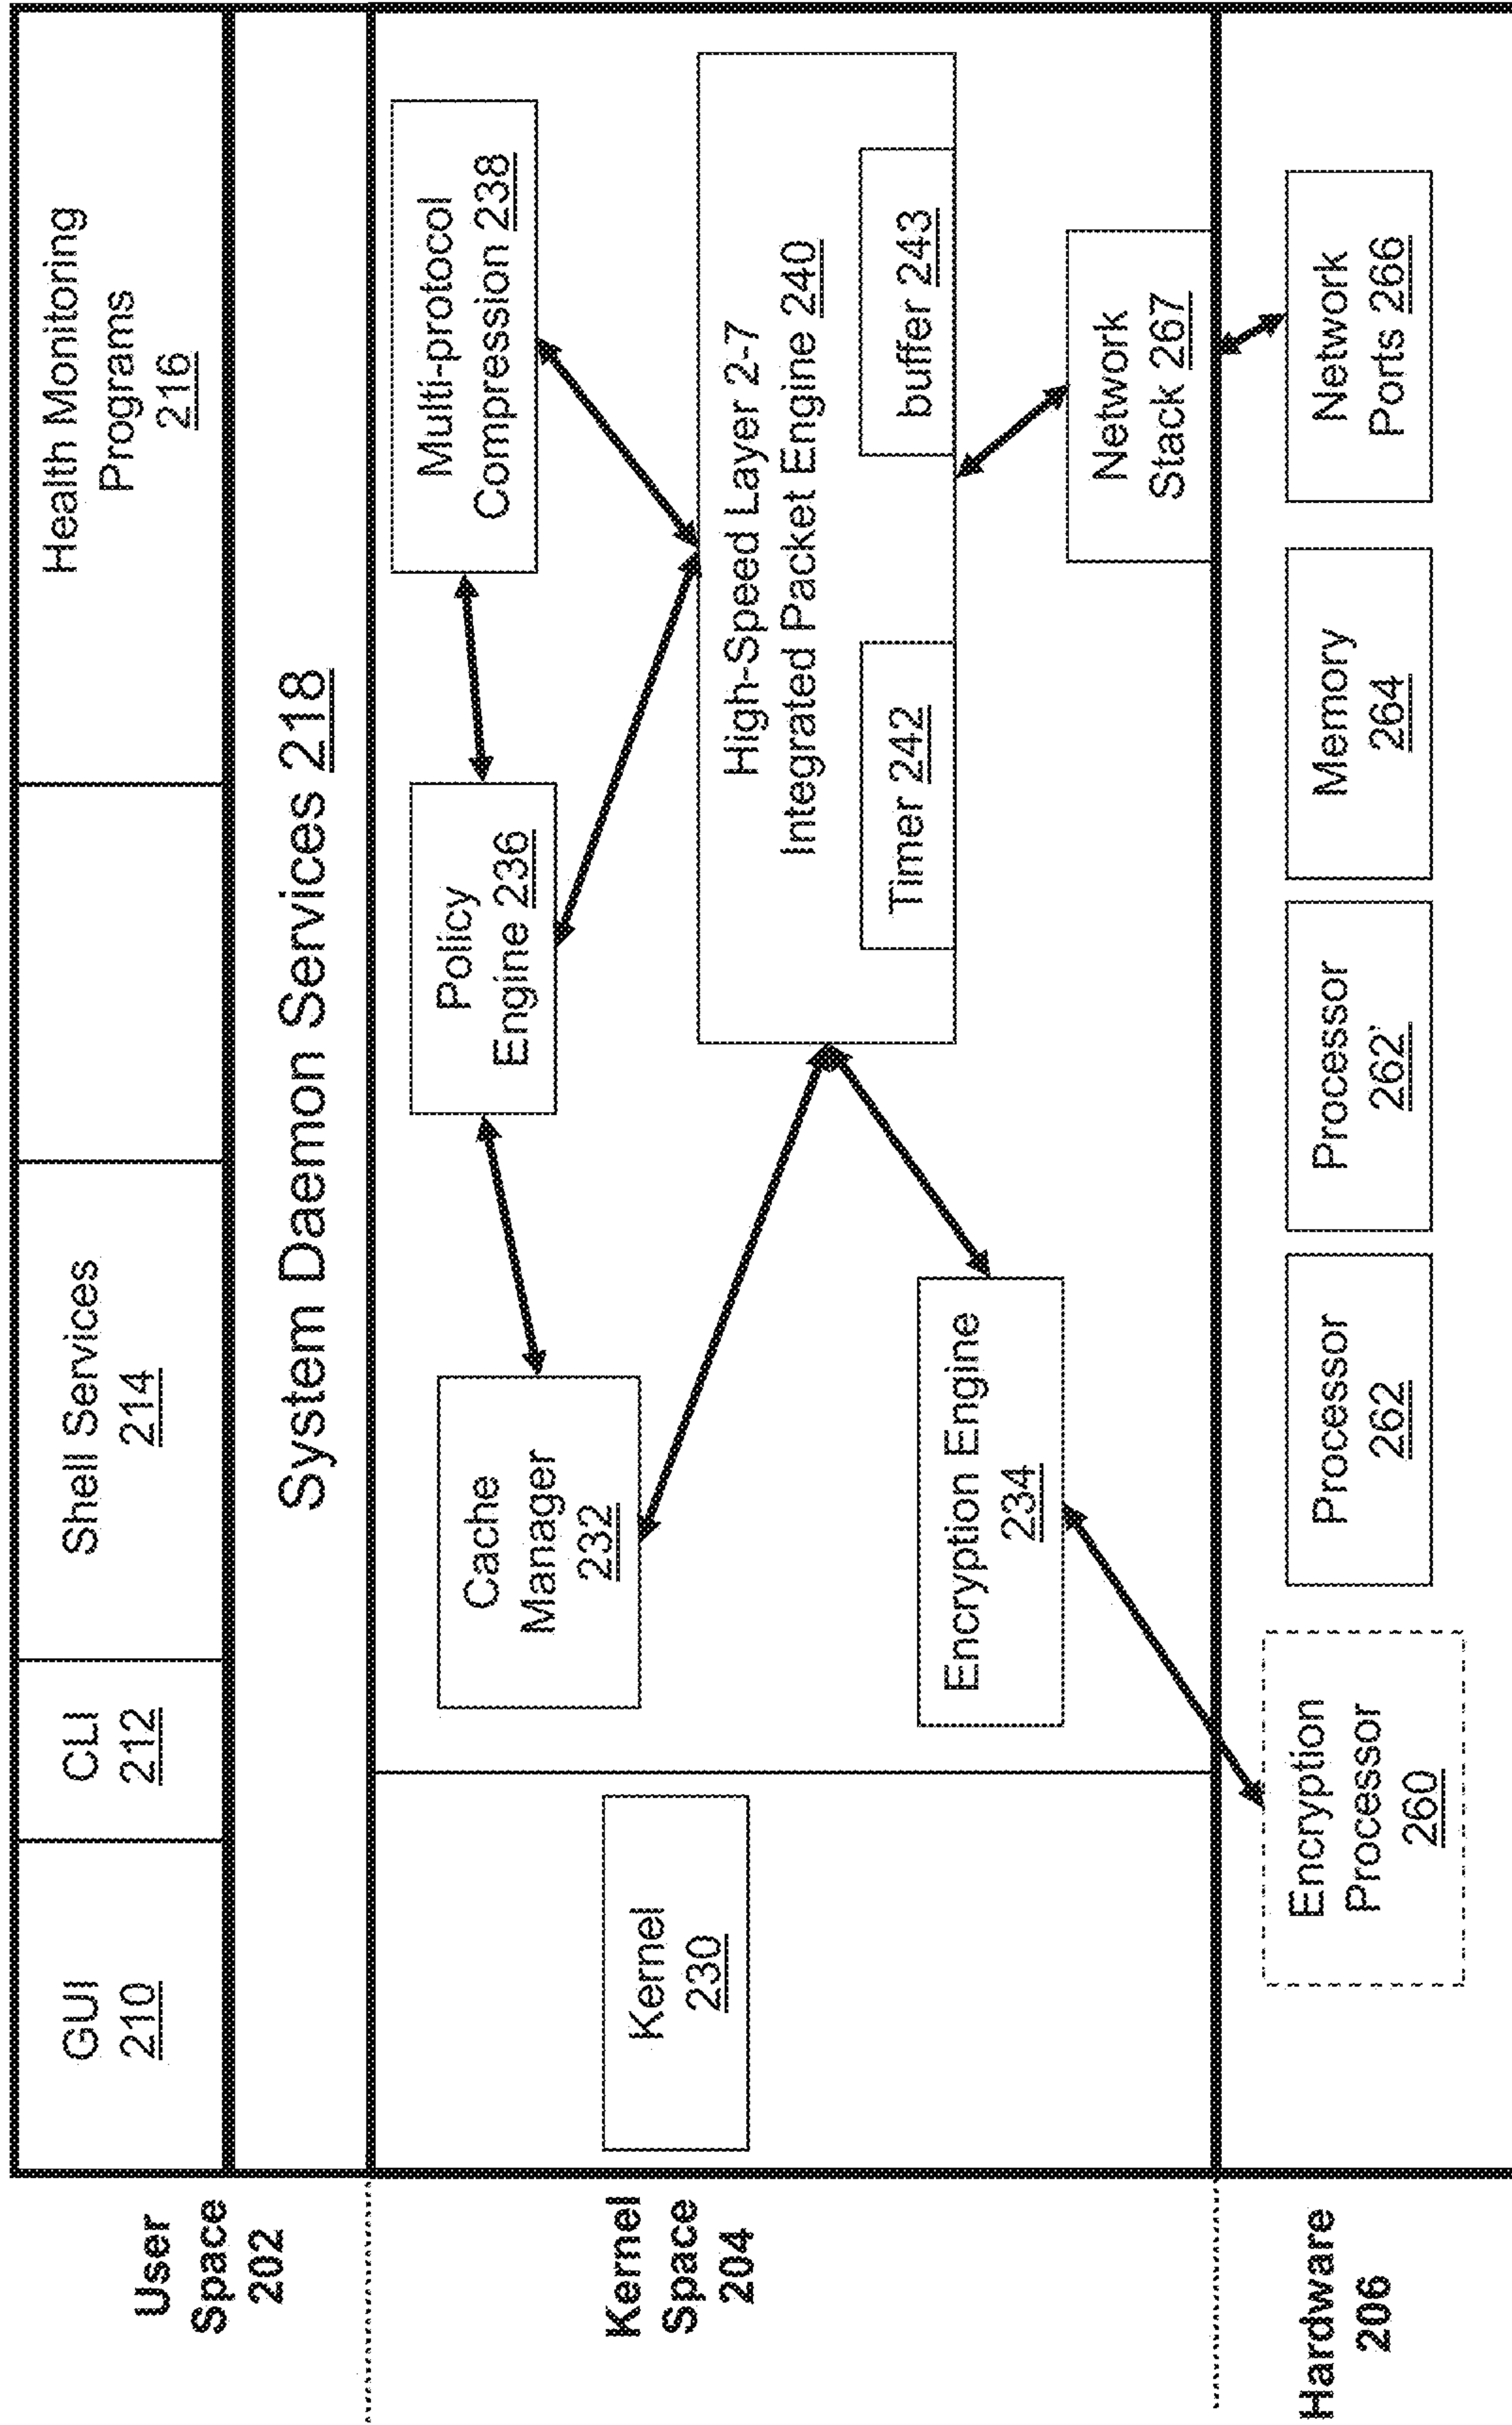 User
Space
202
GUI
210
CLI
212
Shell Services
214
Health Monitoring
Programs
216
System Daemon Services 218
Kernel
Space
204
Kernel
230
Cache
Manager
232
Policy
Engine 236
Multi-protocol
Compression 238
High-Speed Layer 2-7
Integrated Packet Engine 240
Timer 242
buffer 243
Encryption Engine
234
Network
Stack 267
Hardware
206
Encryption
Processor
260
Processor
262
Processor
262'
Memory
264
Network
Ports 266